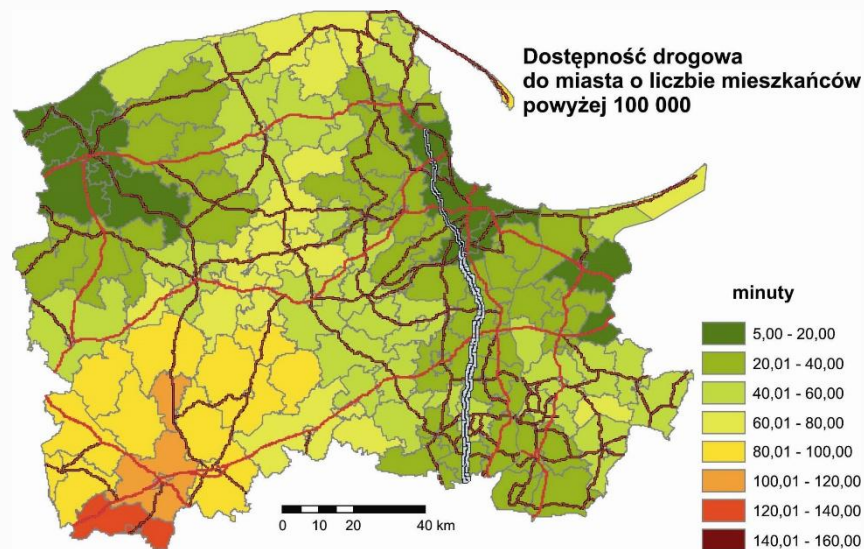 Dostępność drogowa
do miasta o liczbie mieszkańców
powyżej 100 000
minuty
5,00 - 20,00
20,01 - 40,00
40,01 - 60,00
60,01 - 80,00
80,01 - 100,00
100,01 - 120,00
120,01 - 140,00
140,01 - 160,00
0 10 20 40 km